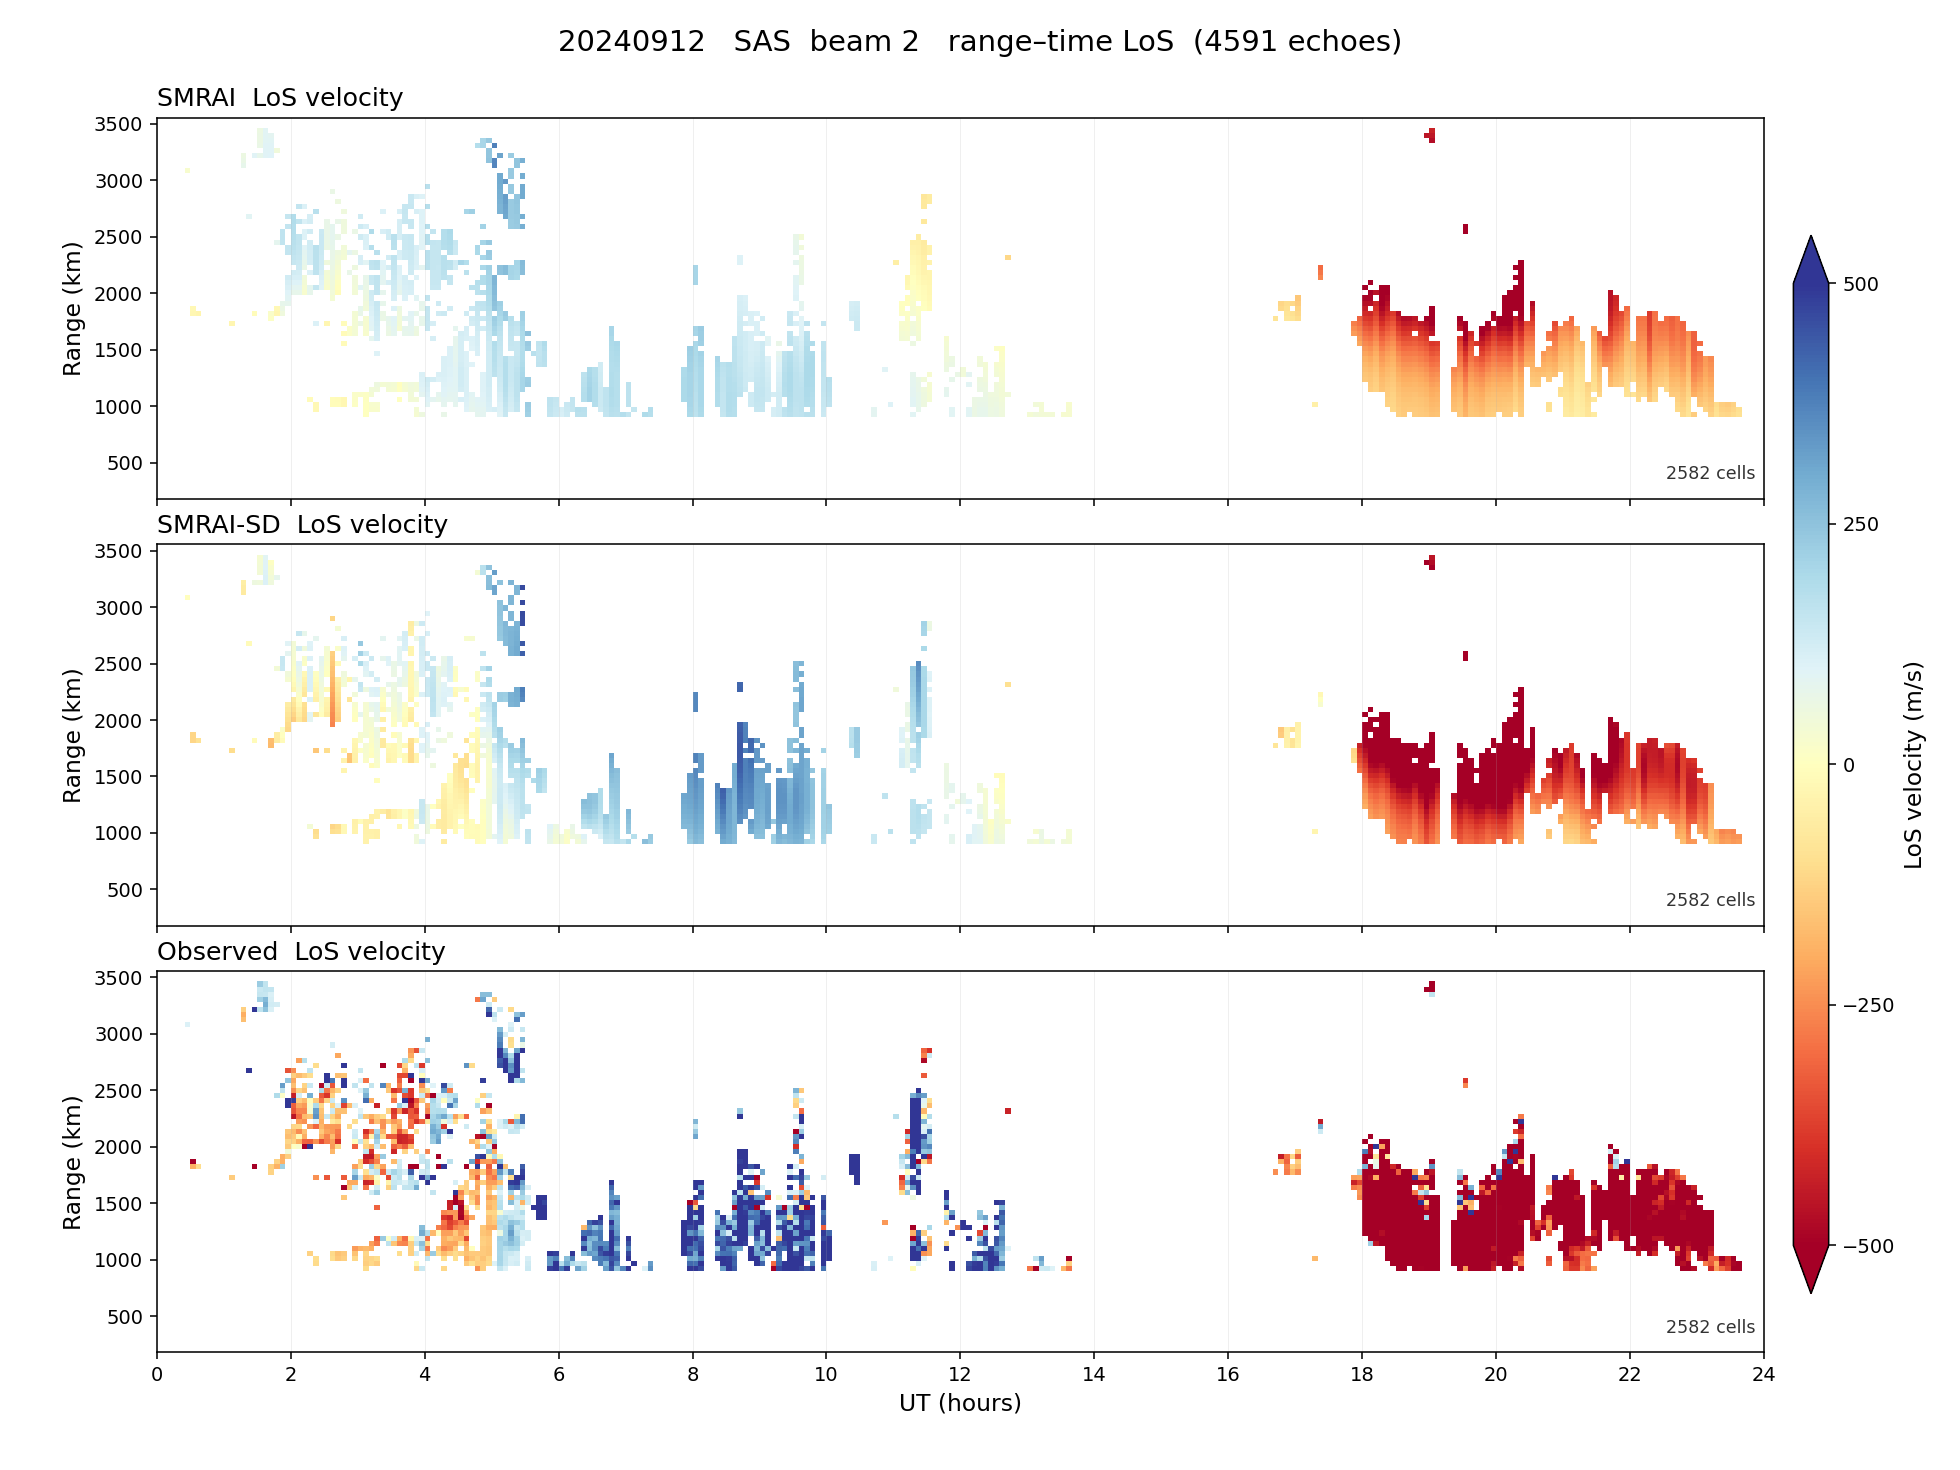 20240912   SAS  beam 2   range–time LoS  (4591 echoes)
SMRAI  LoS velocity
3500
3000
2500
2000
1500
1000
500
Range (km)
2582 cells
SMRAI-SD  LoS velocity
3500
3000
2500
2000
1500
1000
500
Range (km)
2582 cells
Observed  LoS velocity
3500
3000
2500
2000
1500
1000
500
Range (km)
2582 cells
0 2 4 6 8 10 12 14 16 18 20 22 24
UT (hours)
500
250
0
−250
−500
LoS velocity (m/s)